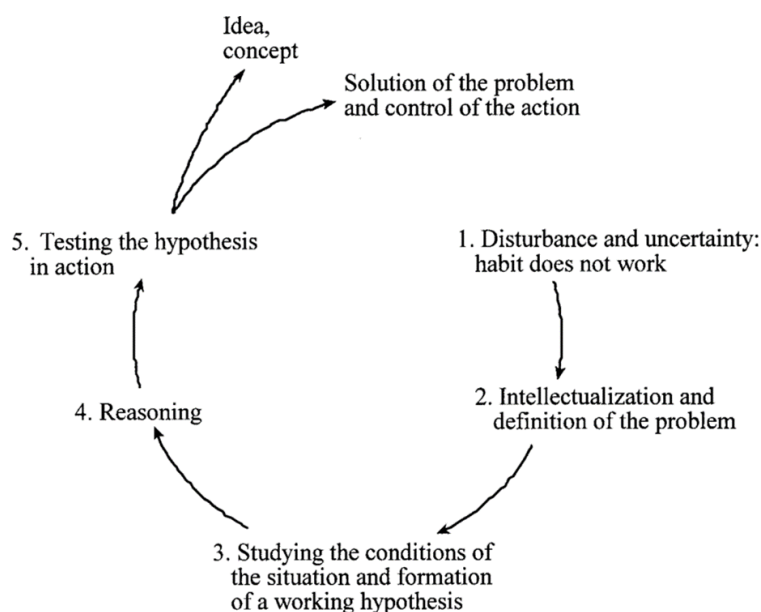 Idea,
concept
Solution of the problem
and control of the action
5. Testing the hypothesis
in action
1. Disturbance and uncertainty:
habit does not work
4. Reasoning
2. Intellectualization and
definition of the problem
3. Studying the conditions of
the situation and formation
of a working hypothesis